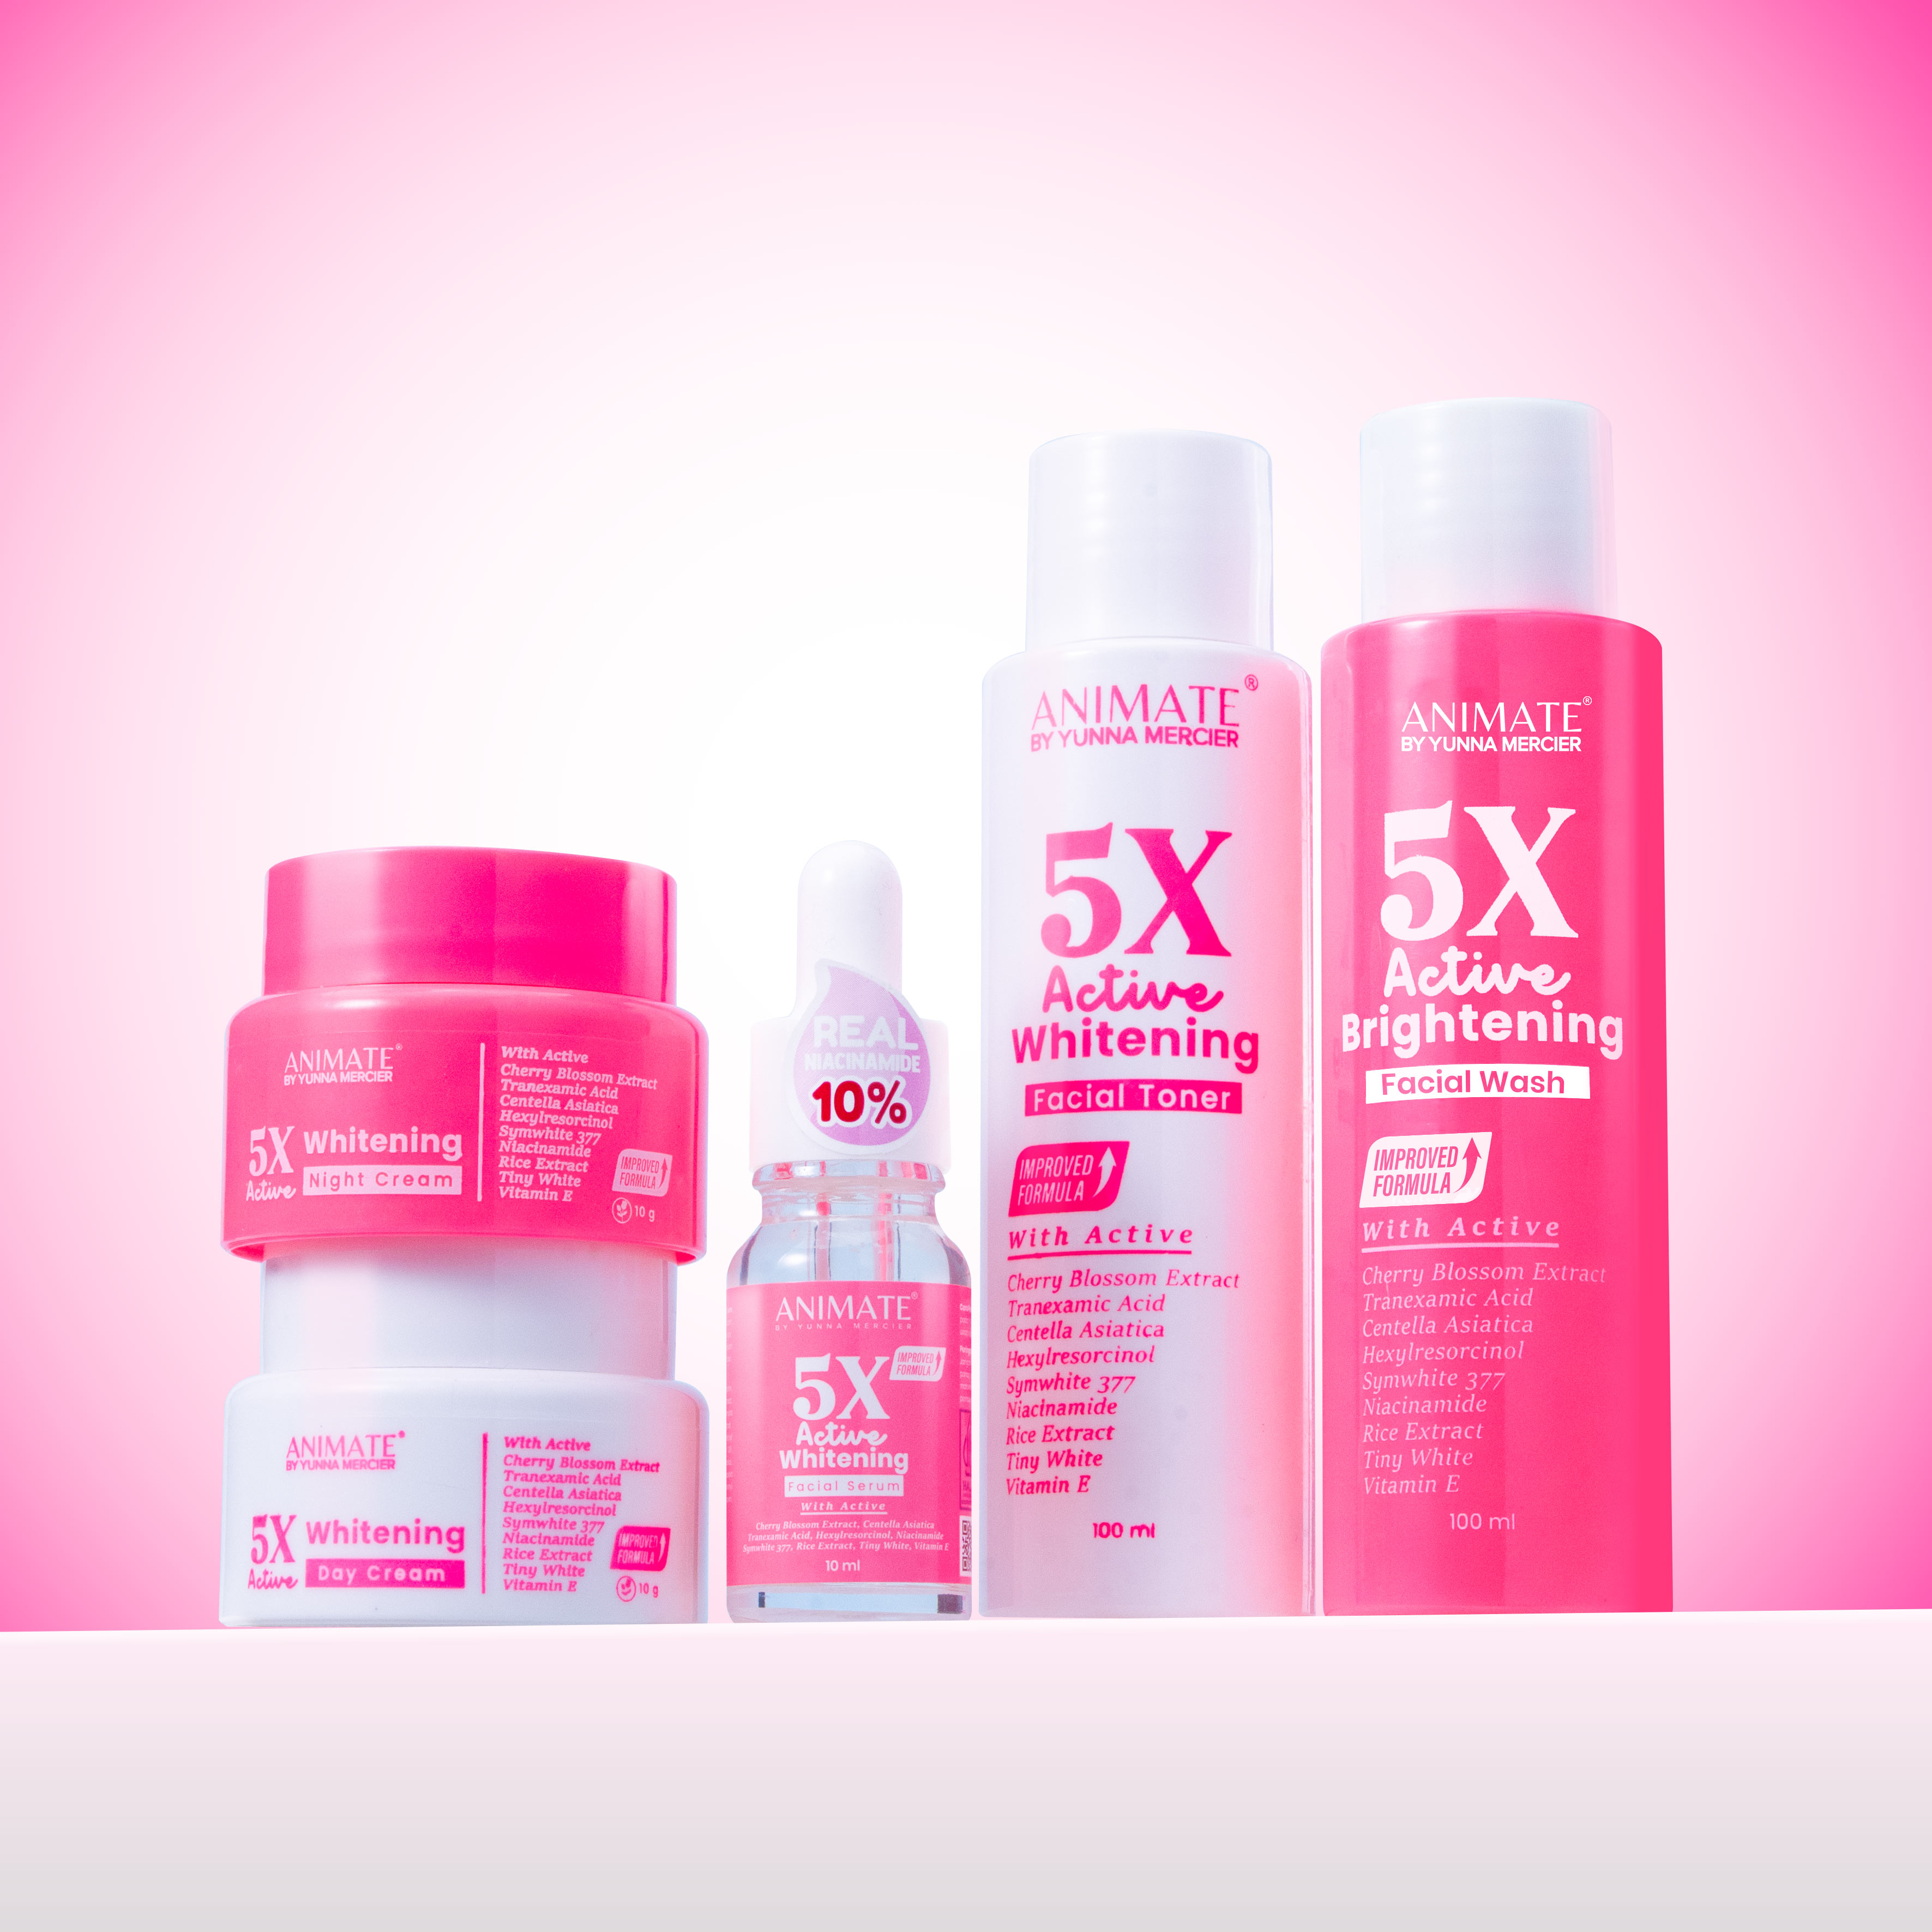 ANIMATE®
BY YUNNA MERCIER
5X
Active
Whitening
Night Cream
With Active
Cherry Blossom Extract
Tranexamic Acid
Centella Asiatica
Hexylresorcinol
Symwhite 377
Niacinamide
Rice Extract
Tiny White
Vitamin E
IMPROVED
FORMULA
10 g
ANIMATE®
BY YUNNA MERCIER
5X
Active
Whitening
Day Cream
With Active
Cherry Blossom Extract
Tranexamic Acid
Centella Asiatica
Hexylresorcinol
Symwhite 377
Niacinamide
Rice Extract
Tiny White
Vitamin E
IMPROVED
FORMULA
10 g
REAL
NIACINAMIDE
10%
ANIMATE®
BY YUNNA MERCIER
5X
IMPROVED
FORMULA
Active
Whitening
Facial Serum
With Active
Cherry Blossom Extract, Centella Asiatica
Tranexamic Acid, Hexylresorcinol, Niacinamide
Symwhite 377, Rice Extract, Tiny White, Vitamin E
10 ml
ANIMATE®
BY YUNNA MERCIER
5X
Active
Whitening
Facial Toner
IMPROVED
FORMULA
With Active
Cherry Blossom Extract
Tranexamic Acid
Centella Asiatica
Hexylresorcinol
Symwhite 377
Niacinamide
Rice Extract
Tiny White
Vitamin E
100 ml
ANIMATE®
BY YUNNA MERCIER
5X
Active
Brightening
Facial Wash
IMPROVED
FORMULA
With Active
Cherry Blossom Extract
Tranexamic Acid
Centella Asiatica
Hexylresorcinol
Symwhite 377
Niacinamide
Rice Extract
Tiny White
Vitamin E
100 ml